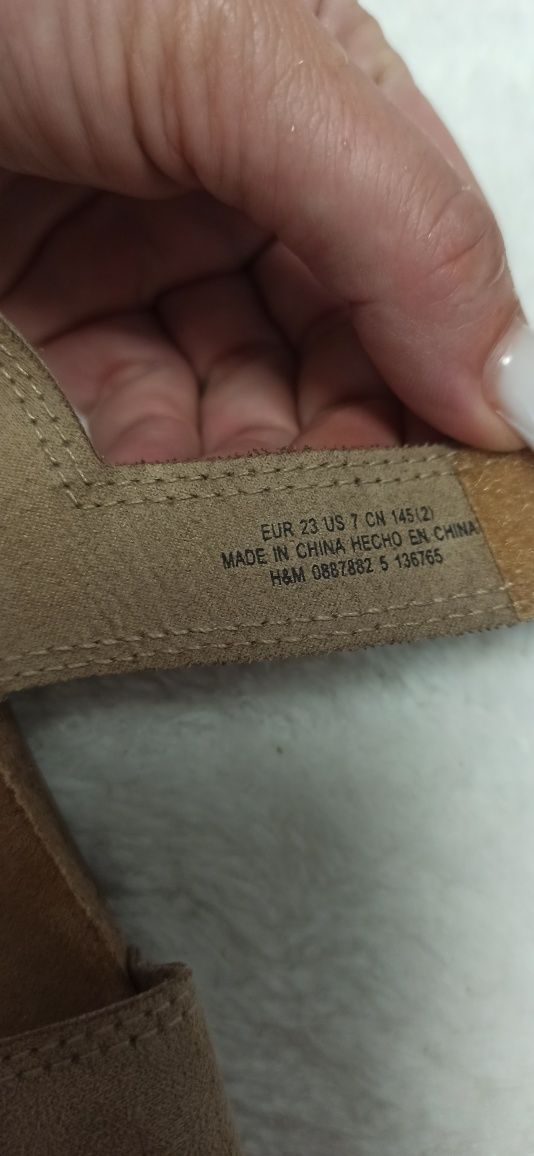 EUR 23 US 7 CN 145(2)
MADE IN CHINA HECHO EN CHINA
H&M 0887882 5 136765